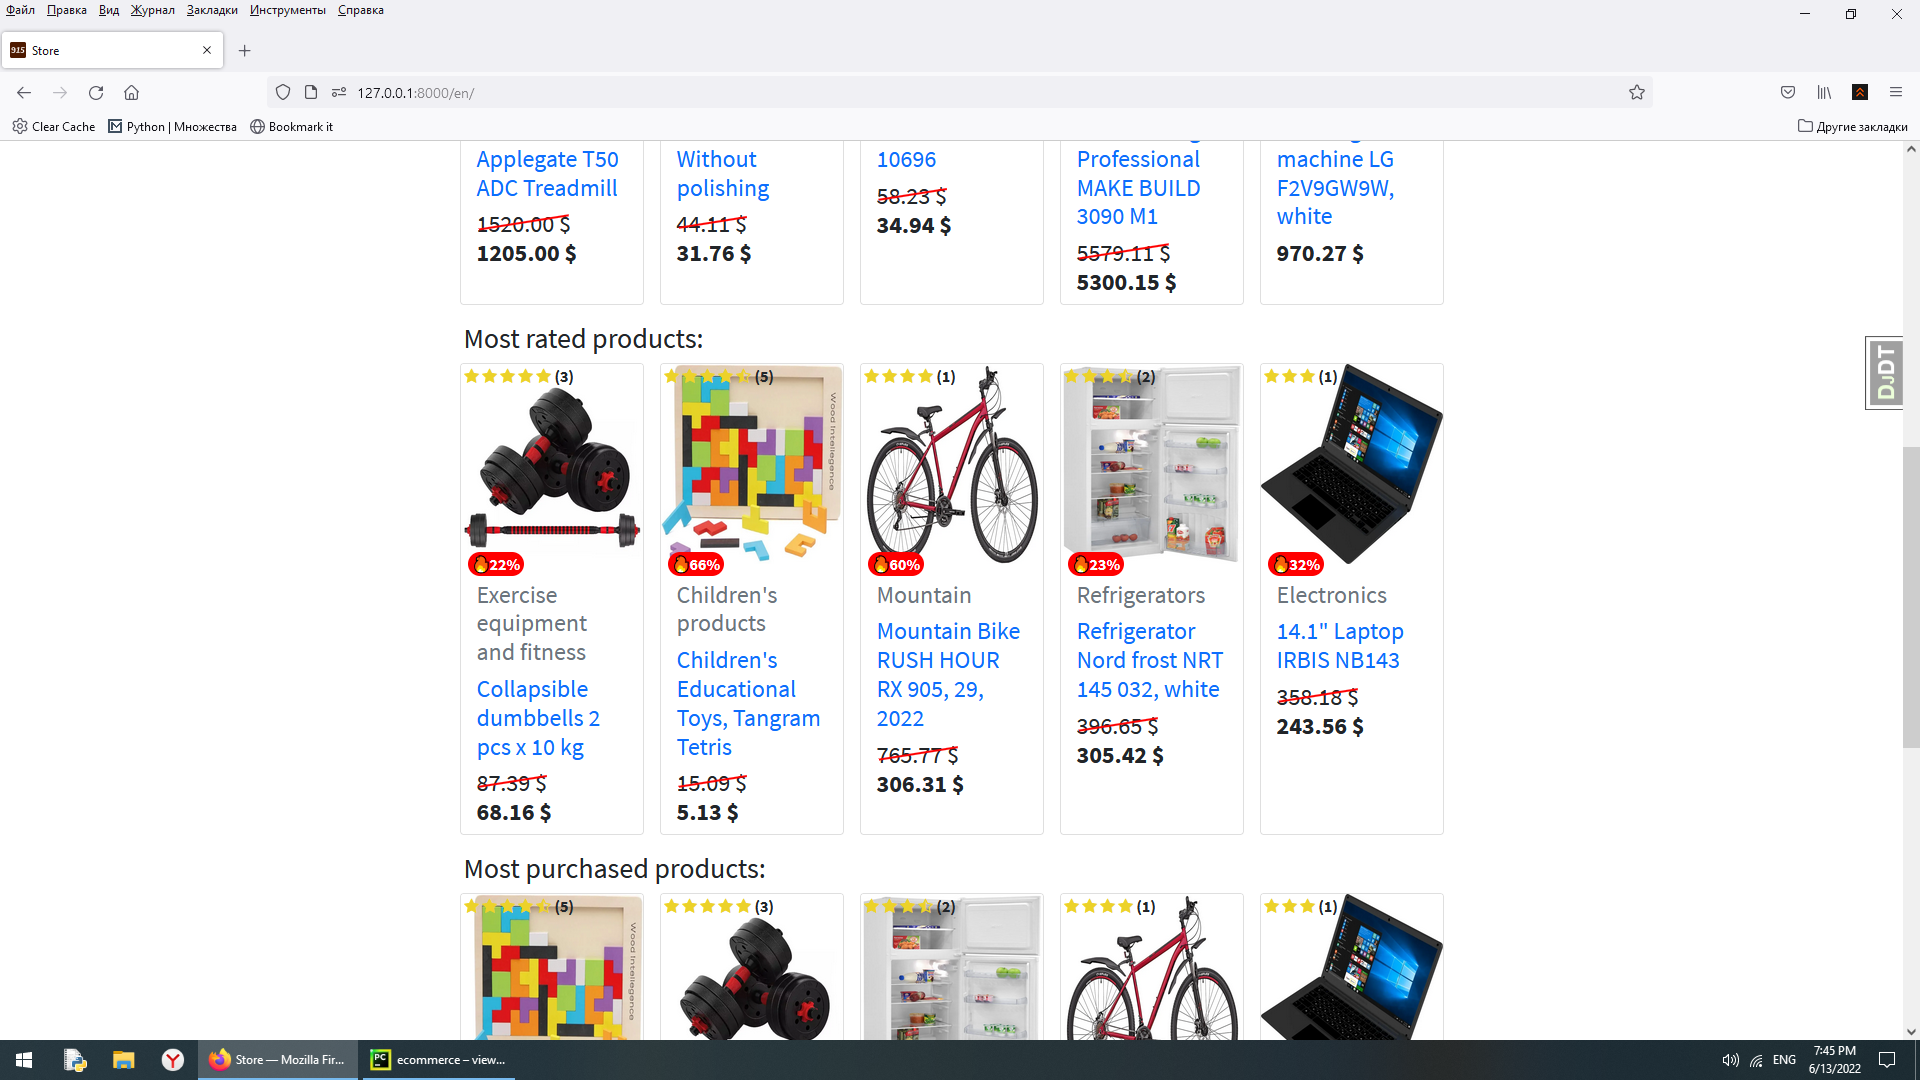 Файл Правка Вид Журнал Закладки Инструменты Справка
915 Store
127.0.0.1:8000/en/
Clear Cache Python | Множества Bookmark it Другие закладки
Applegate T50
ADC Treadmill
1520.00 $
1205.00 $
Without
polishing
44.11 $
31.76 $
10696
58.23 $
34.94 $
Professional
MAKE BUILD
3090 M1
5579.11 $
5300.15 $
machine LG
F2V9GW9W,
white
970.27 $
DJDT
Most rated products:
(3)
22%
Exercise
equipment
and fitness
Collapsible
dumbbells 2
pcs x 10 kg
87.39 $
68.16 $
(5)
Wood Intellegence
66%
Children's
products
Children's
Educational
Toys, Tangram
Tetris
15.09 $
5.13 $
(1)
60%
Mountain
Mountain Bike
RUSH HOUR
RX 905, 29,
2022
765.77 $
306.31 $
(2)
23%
Refrigerators
Refrigerator
Nord frost NRT
145 032, white
396.65 $
305.42 $
(1)
32%
Electronics
14.1" Laptop
IRBIS NB143
358.18 $
243.56 $
Most purchased products:
(5)
Wood Intellegence
(3)
(2)
(1)
(1)
Store — Mozilla Fir...
PC ecommerce – view...
ENG
7:45 PM
6/13/2022